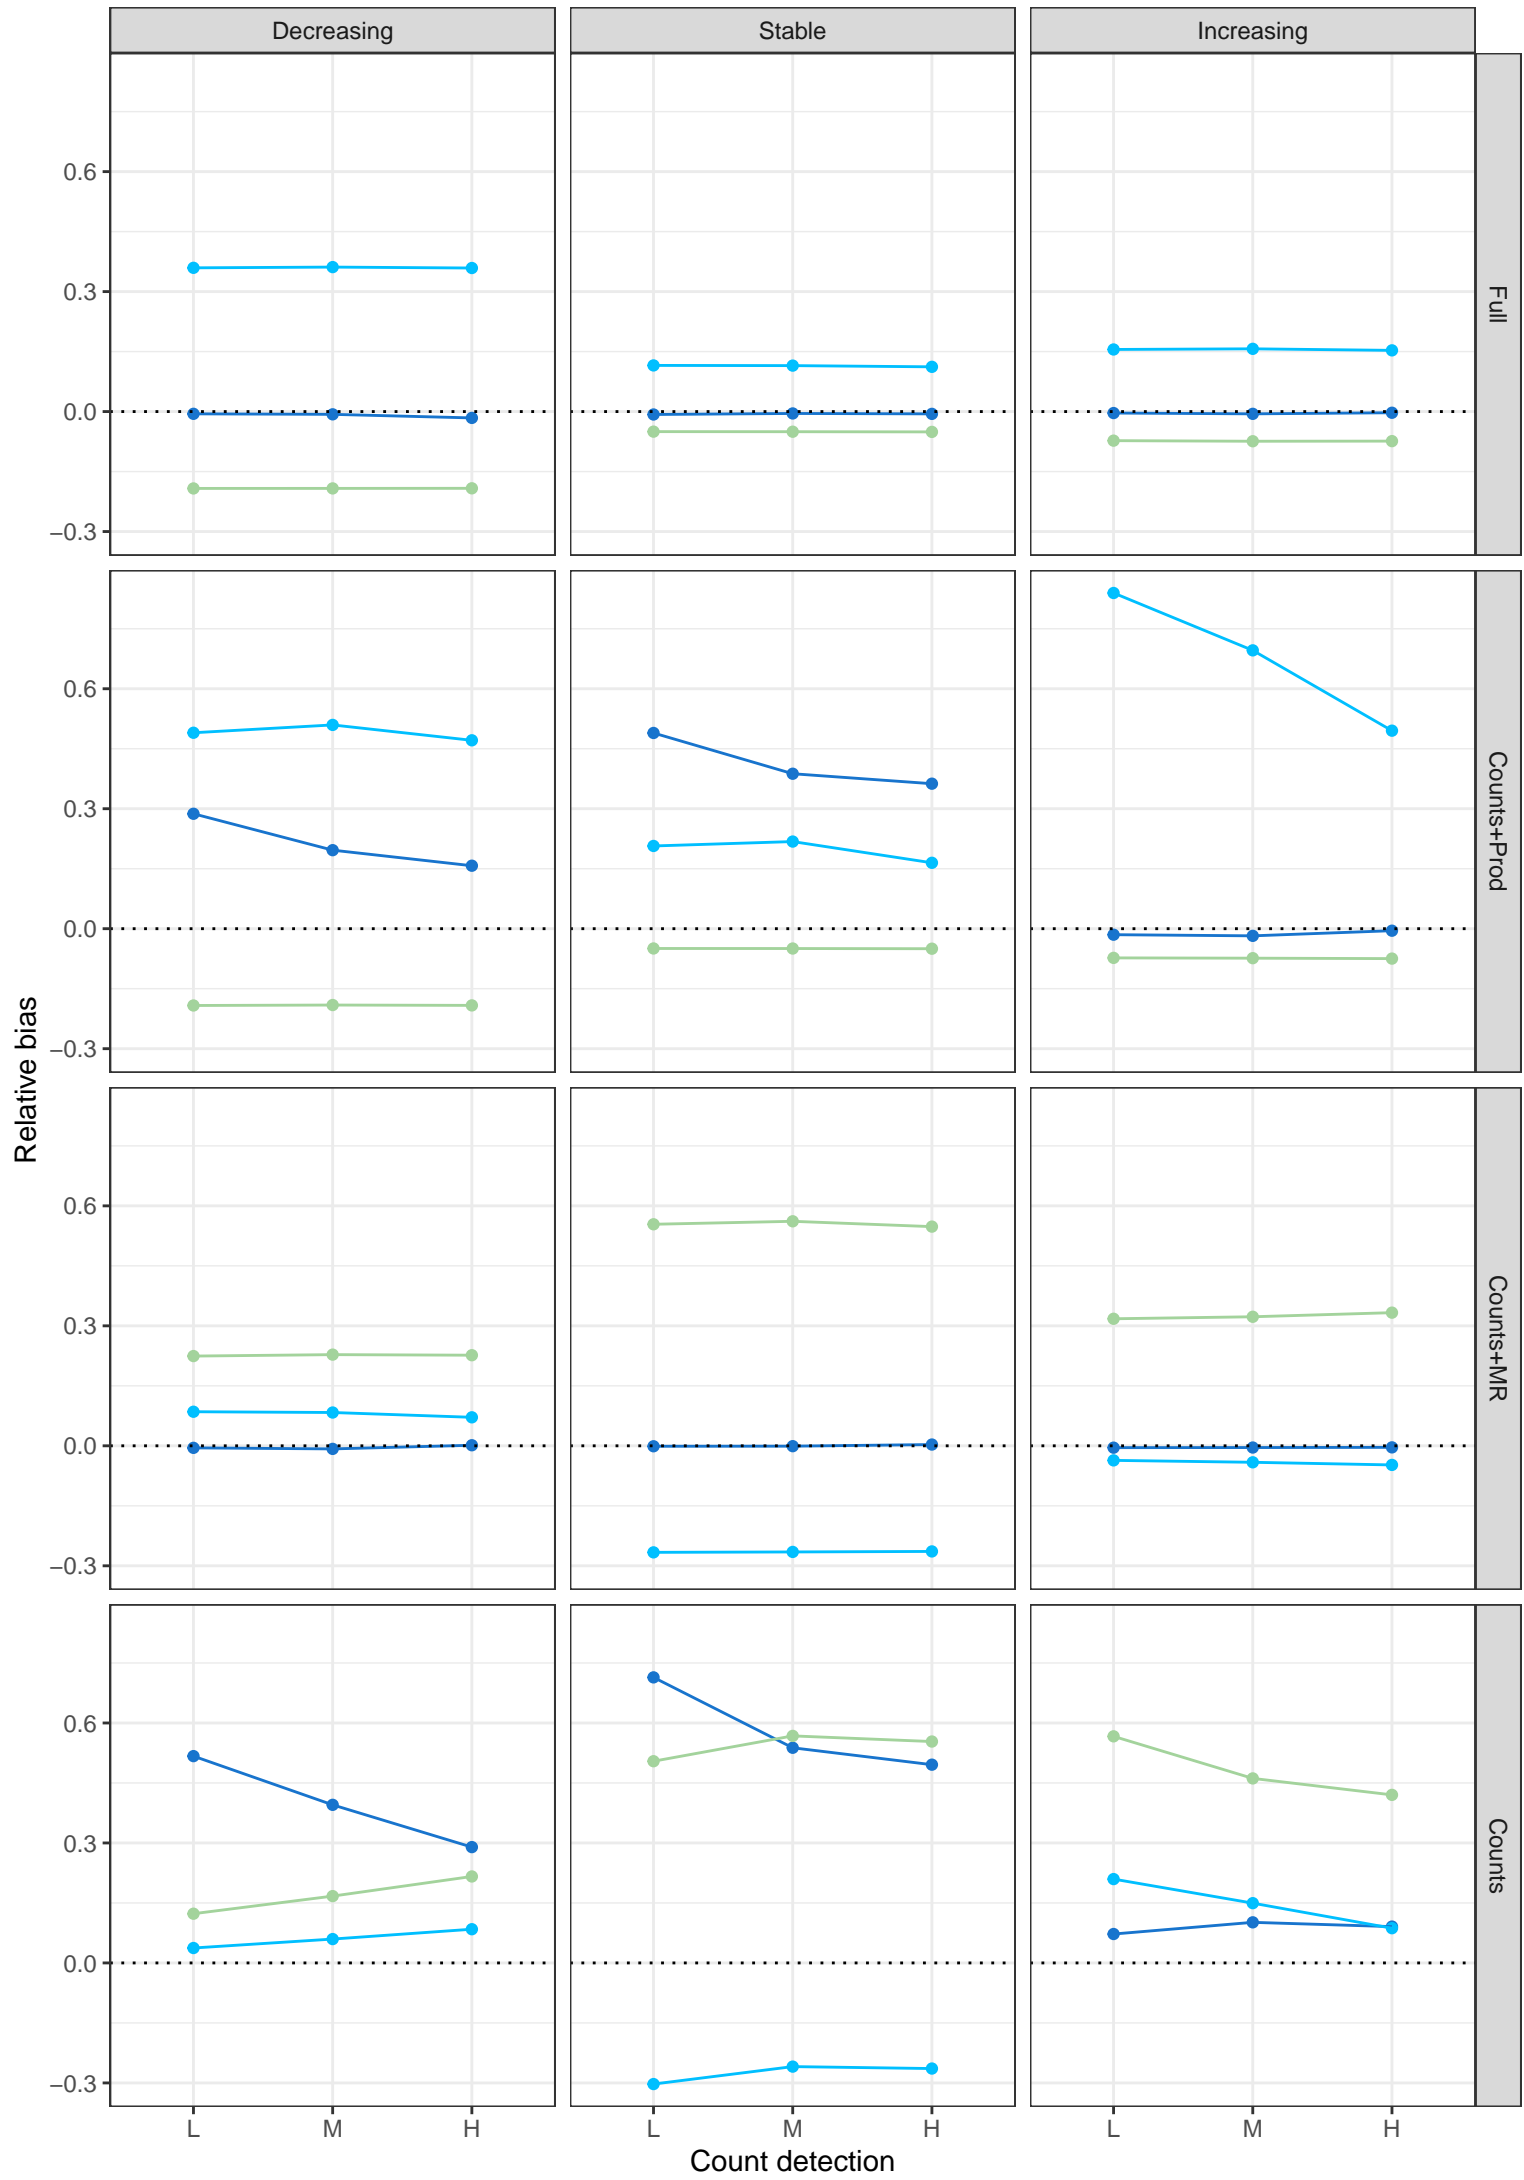 Decreasing
Stable
Increasing
0.6
0.3
0.0
−0.3
Full
0.6
0.3
0.0
−0.3
Counts+Prod
0.6
0.3
0.0
−0.3
Counts+MR
0.6
0.3
0.0
−0.3
Counts
Relative bias
L M H
L M H
L M H
Count detection